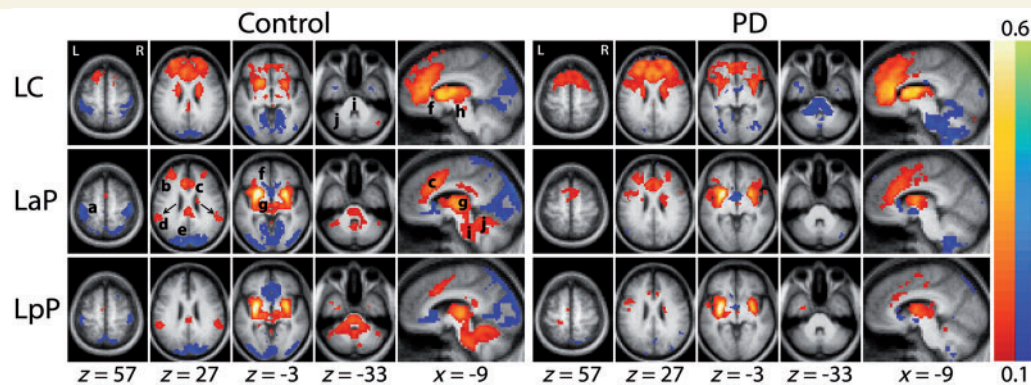 Control PD
L R L R 0.6
LC
f h i j
LaP
a b c d e f g c g i j
LpP
z = 57 z = 27 z = -3 z = -33 x = -9 z = 57 z = 27 z = -3 z = -33 x = -9 0.1